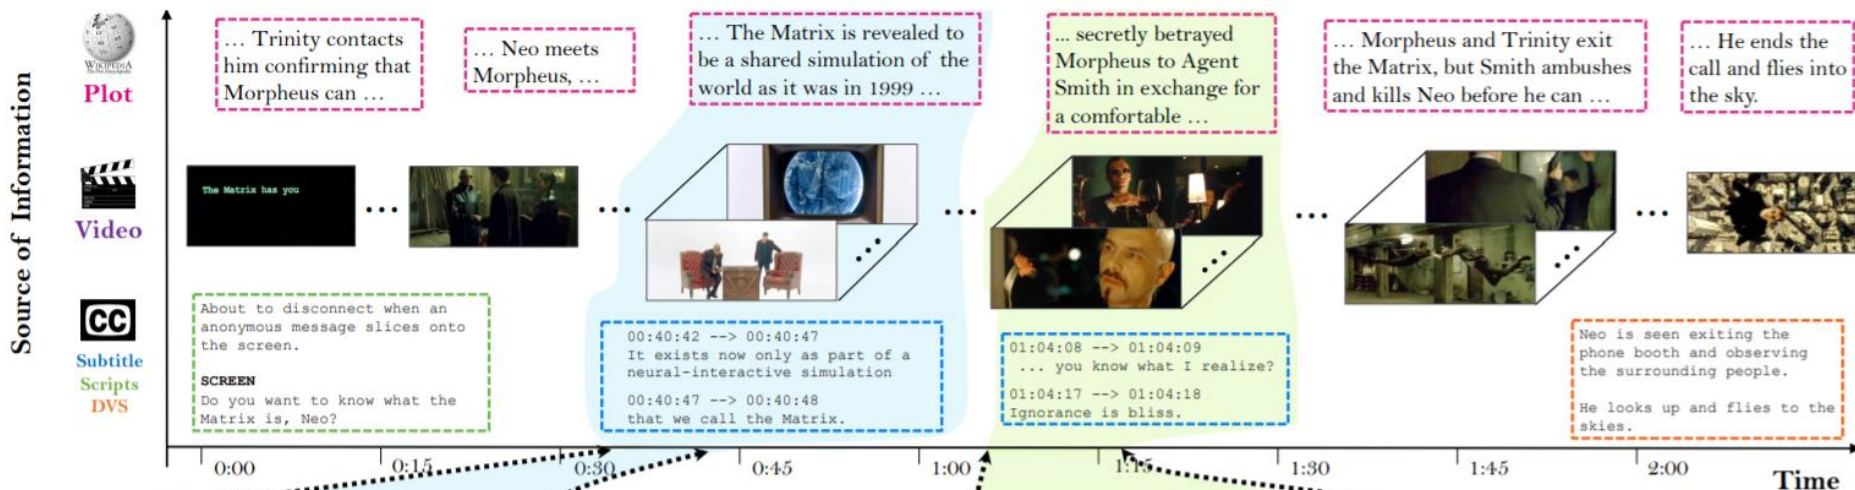 Source of Information
WIKIPEDIA
The Free Encyclopedia
Plot
... Trinity contacts
him confirming that
Morpheus can ...
... Neo meets
Morpheus, ...
... The Matrix is revealed to
be a shared simulation of the
world as it was in 1999 ...
... secretly betrayed
Morpheus to Agent
Smith in exchange for
a comfortable ...
... Morpheus and Trinity exit
the Matrix, but Smith ambushes
and kills Neo before he can ...
... He ends the
call and flies into
the sky.
Video
The Matrix has you
...
...
...
...
...
CC
Subtitle
Scripts
DVS
About to disconnect when an
anonymous message slices onto
the screen.
SCREEN
Do you want to know what the
Matrix is, Neo?
00:40:42 --> 00:40:47
It exists now only as part of a
neural-interactive simulation
00:40:47 --> 00:40:48
that we call the Matrix.
01:04:08 --> 01:04:09
... you know what I realize?
01:04:17 --> 01:04:18
Ignorance is bliss.
Neo is seen exiting the
phone booth and observing
the surrounding people.
He looks up and flies to the
skies.
0:00 0:15 0:30 0:45 1:00 1:15 1:30 1:45 2:00
Time